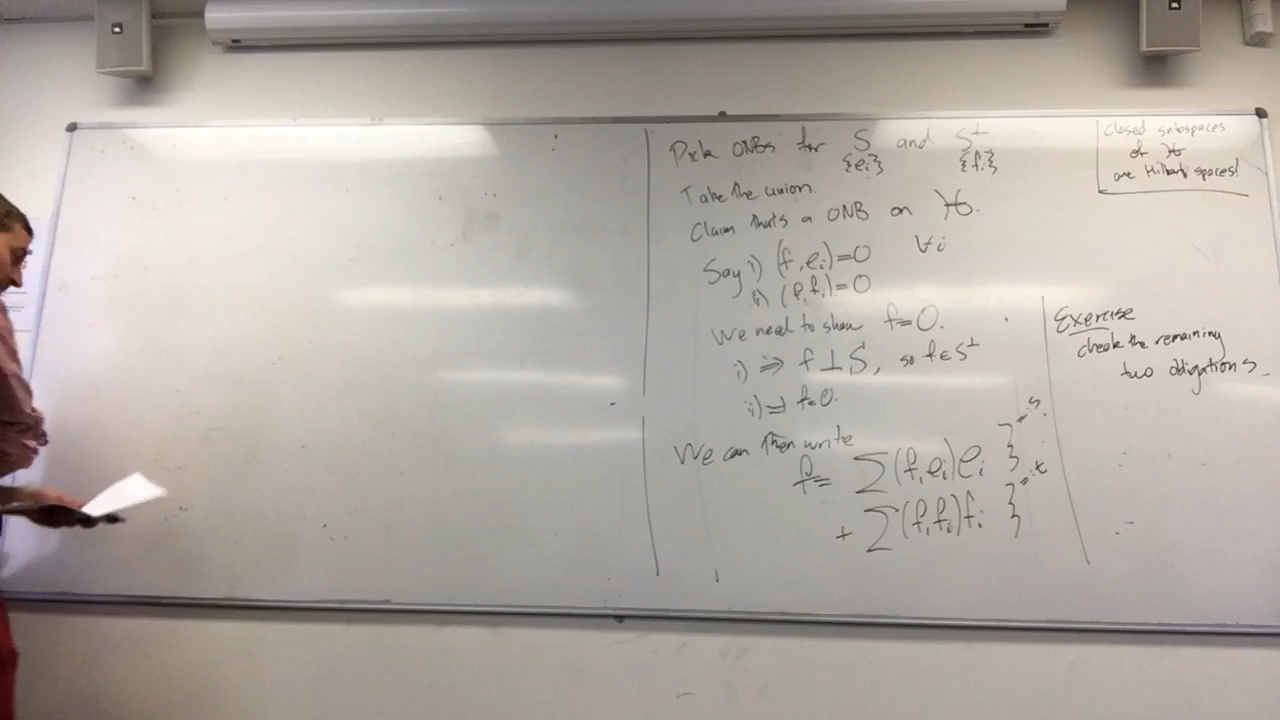 Pick ONBs for S and S⊥
{e_i} {f_i}
Take the union.
Claim that's a ONB on ℋ.
Say i) (f, e_i)=0 ∀i
ii) (f, f_i)=0
We need to show f=0.
i) ⇒ f ⊥ S, so f ∈ S⊥
ii) ⇒ f=0.
We can then write
f = ∑(f,e_i)e_i } "s"
+ ∑(f,f_i)f_i } "t"
Closed subspaces
of ℋ
are Hilbert spaces!
Exercise
check the remaining
two obligations